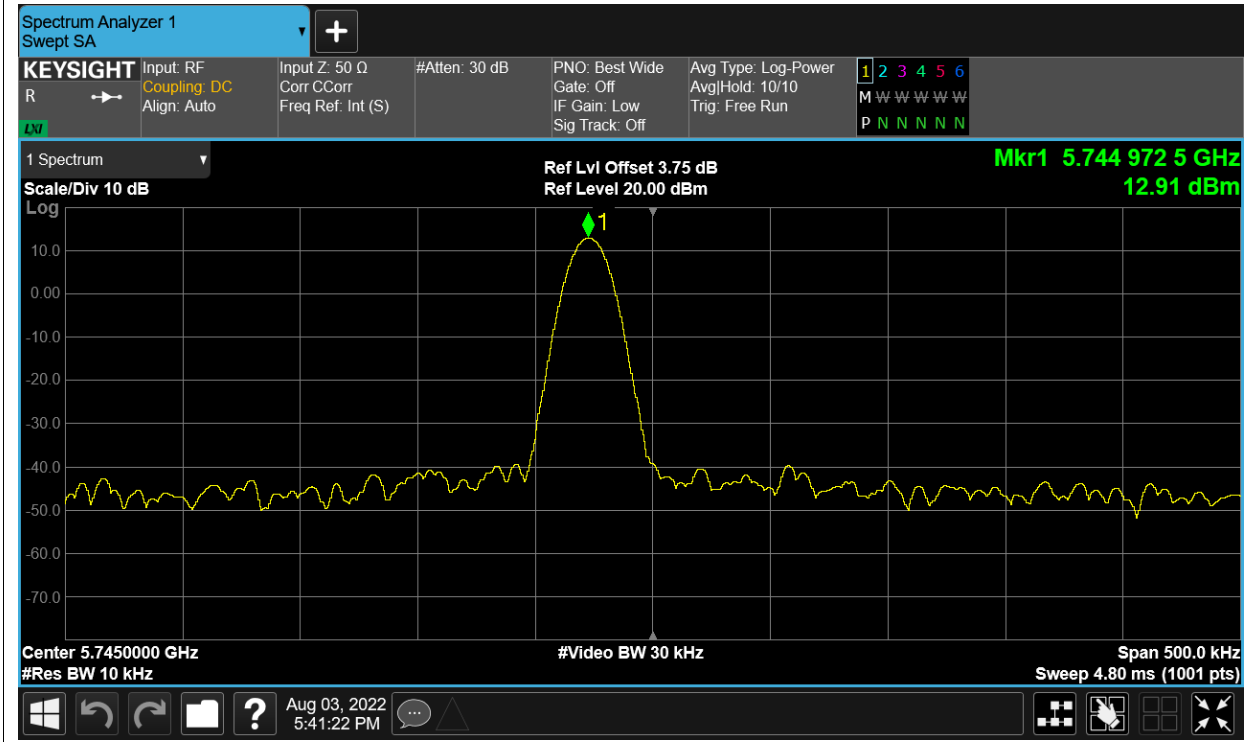 Spectrum Analyzer 1
Swept SA
KEYSIGHT
R
LXI
Input: RF
Coupling: DC
Align: Auto
Input Z: 50 Ω
Corr CCorr
Freq Ref: Int (S)
#Atten: 30 dB
PNO: Best Wide
Gate: Off
IF Gain: Low
Sig Track: Off
Avg Type: Log-Power
Avg|Hold: 10/10
Trig: Free Run
1 2 3 4 5 6
M W W W W W
P N N N N N
1 Spectrum
Scale/Div 10 dB
Log
Ref Lvl Offset 3.75 dB
Ref Level 20.00 dBm
Mkr1 5.744 972 5 GHz
12.91 dBm
1
10.0
0.00
-10.0
-20.0
-30.0
-40.0
-50.0
-60.0
-70.0
Center 5.7450000 GHz
#Video BW 30 kHz
Span 500.0 kHz
#Res BW 10 kHz
Sweep 4.80 ms (1001 pts)
?
Aug 03, 2022
5:41:22 PM